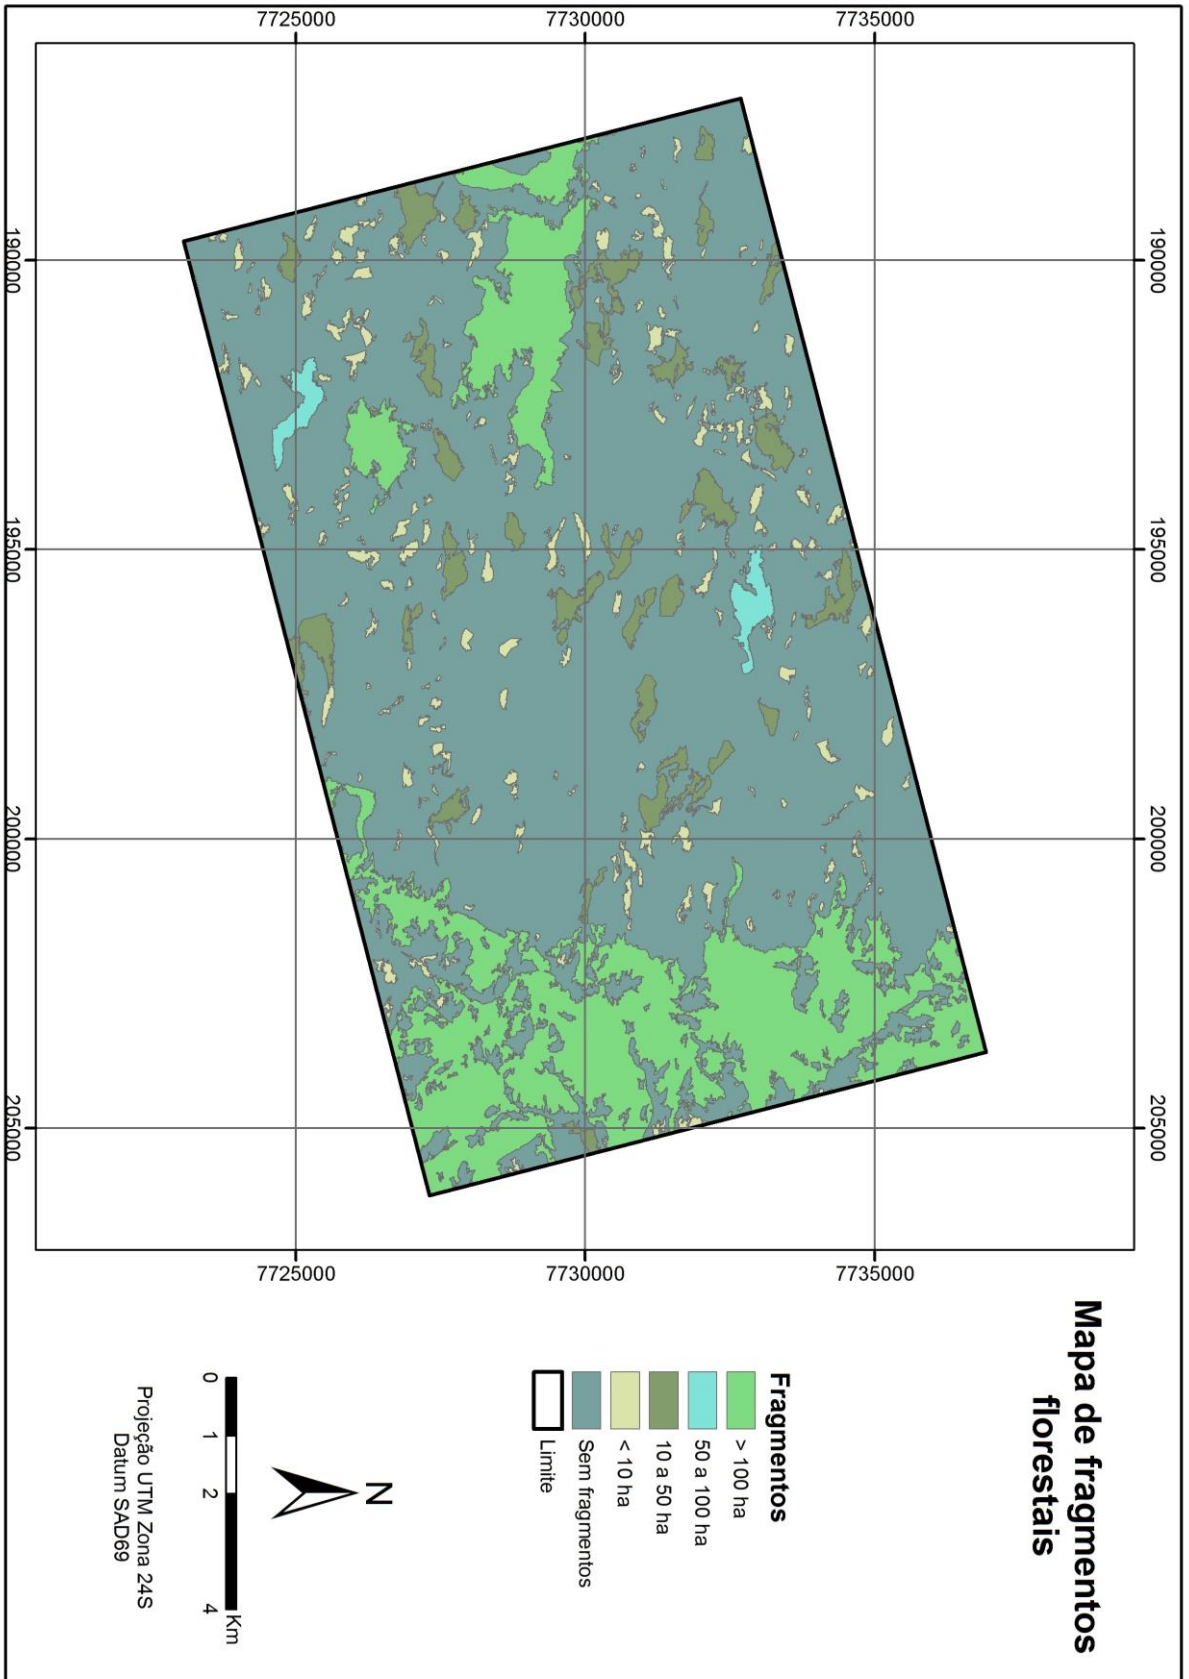 Mapa de fragmentos
florestais
7725000
7730000
7735000
190000
195000
200000
205000
190000
195000
200000
205000
7725000
7730000
7735000
Fragmentos
> 100 ha
50 a 100 ha
10 a 50 ha
< 10 ha
Sem fragmentos
Limite
N
0 1 2 4
Km
Projeção UTM Zona 24S
Datum SAD69